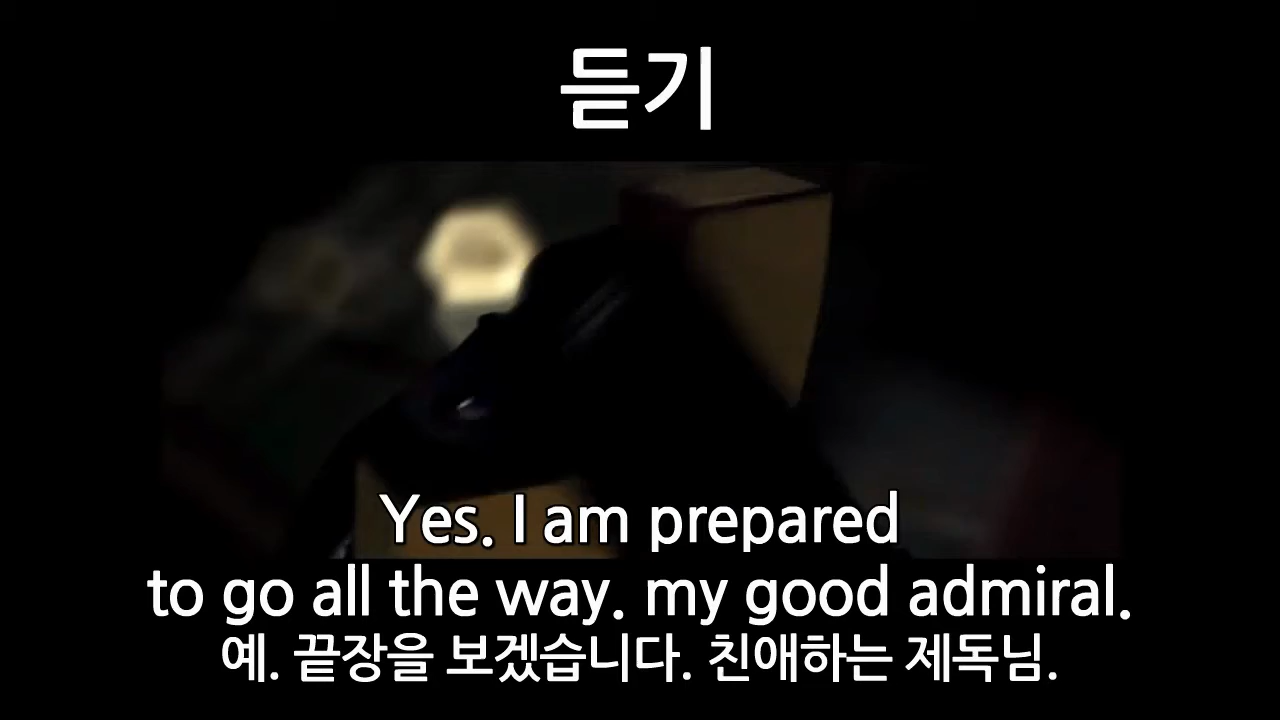 듣기
Yes. I am prepared
to go all the way. my good admiral.
예. 끝장을 보겠습니다. 친애하는 제독님.